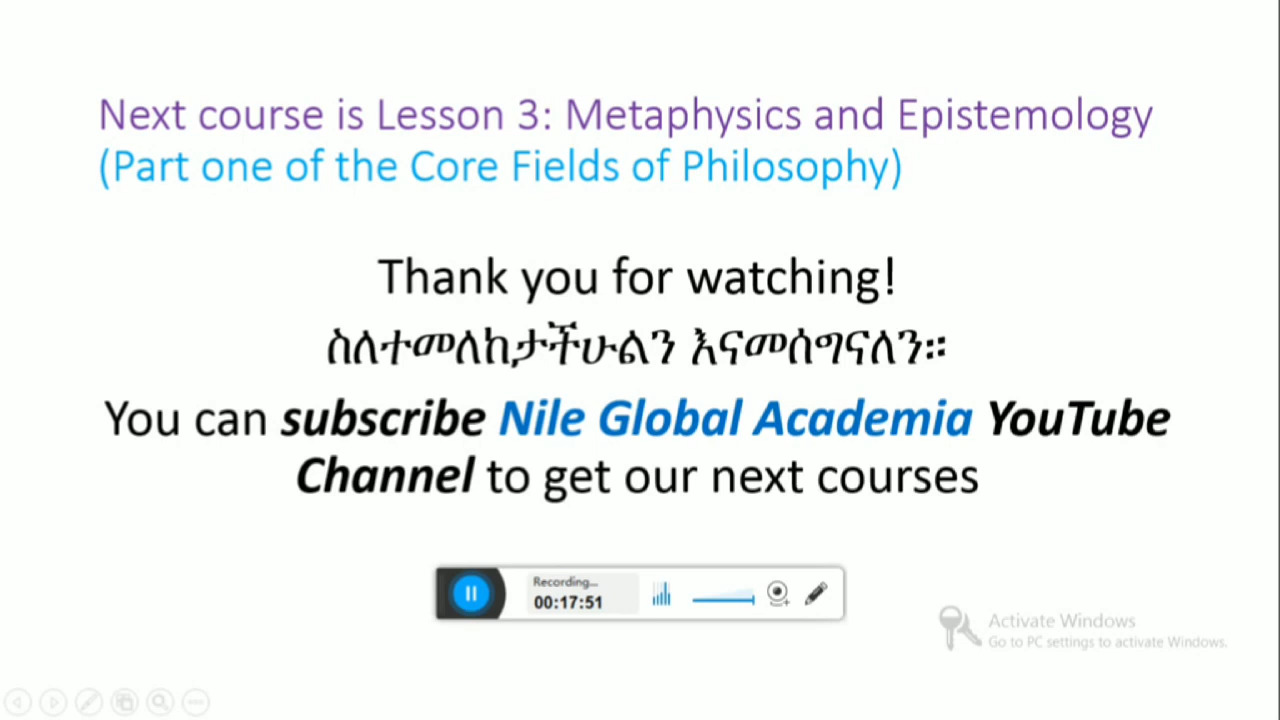 Next course is Lesson 3: Metaphysics and Epistemology
(Part one of the Core Fields of Philosophy)
Thank you for watching!
ስለተመለከታችሁልን እናመሰግናለን።
You can subscribe Nile Global Academia YouTube
Channel to get our next courses
Recording...
00:17:51
Activate Windows
Go to PC settings to activate Windows.